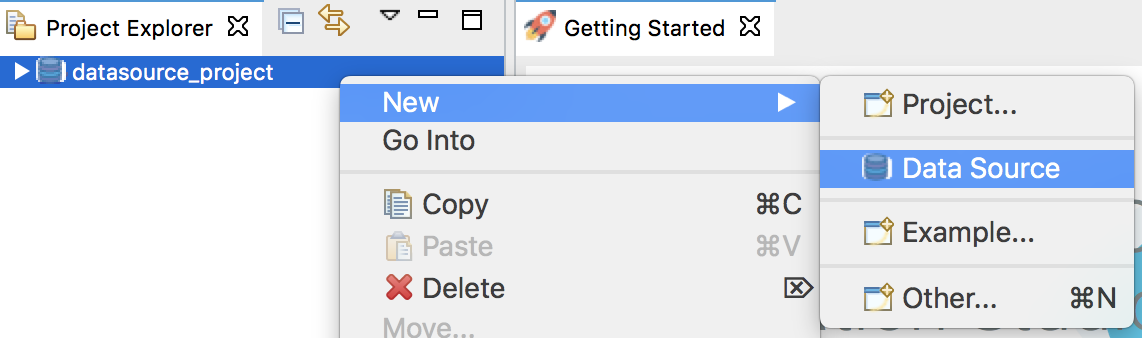 Project Explorer
Getting Started
datasource_project
New
Go Into
Copy ⌘C
Paste ⌘V
Delete ⌦
Move...
Project...
Data Source
Example...
Other... ⌘N